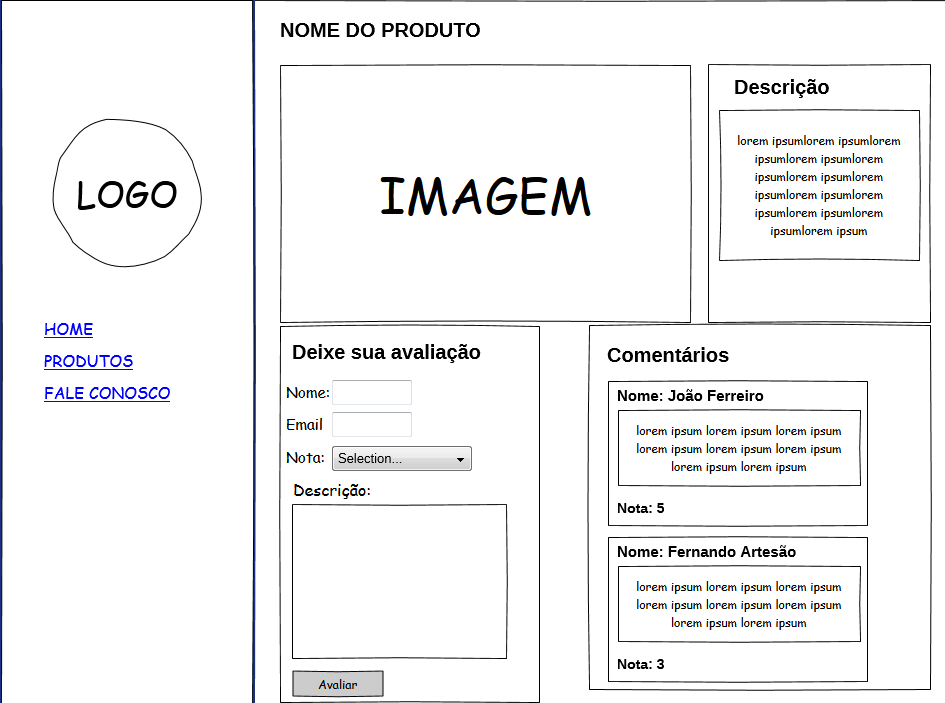 LOGO
HOME
PRODUTOS
FALE CONOSCO
NOME DO PRODUTO
IMAGEM
Descrição
lorem ipsumlorem ipsumlorem
ipsumlorem ipsumlorem
ipsumlorem ipsumlorem
ipsumlorem ipsumlorem
ipsumlorem ipsumlorem
ipsumlorem ipsum
Deixe sua avaliação
Nome:
Email
Nota: Selection...
Descrição:
Avaliar
Comentários
Nome: João Ferreiro
lorem ipsum lorem ipsum lorem ipsum
lorem ipsum lorem ipsum lorem ipsum
lorem ipsum lorem ipsum
Nota: 5
Nome: Fernando Artesão
lorem ipsum lorem ipsum lorem ipsum
lorem ipsum lorem ipsum lorem ipsum
lorem ipsum lorem ipsum
Nota: 3